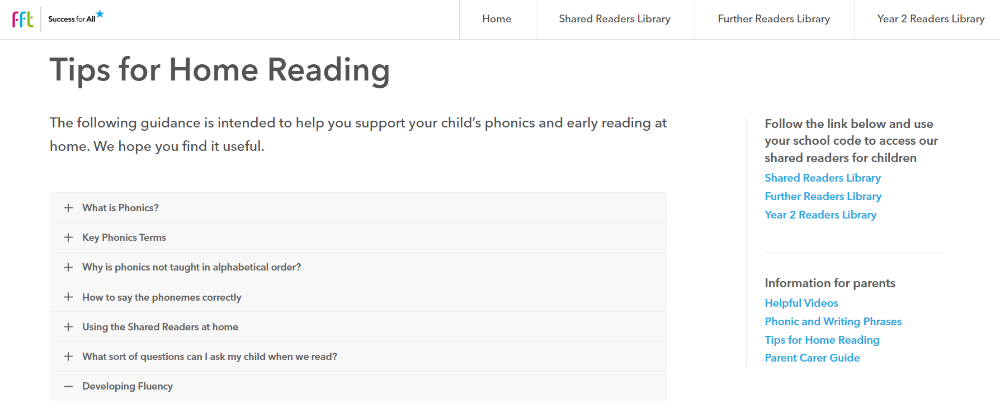 fft Success for All
Home
Shared Readers Library
Further Readers Library
Year 2 Readers Library
Tips for Home Reading
The following guidance is intended to help you support your child’s phonics and early reading at
home. We hope you find it useful.
What is Phonics?
Key Phonics Terms
Why is phonics not taught in alphabetical order?
How to say the phonemes correctly
Using the Shared Readers at home
What sort of questions can I ask my child when we read?
Developing Fluency
Follow the link below and use
your school code to access our
shared readers for children
Shared Readers Library
Further Readers Library
Year 2 Readers Library
Information for parents
Helpful Videos
Phonic and Writing Phrases
Tips for Home Reading
Parent Carer Guide